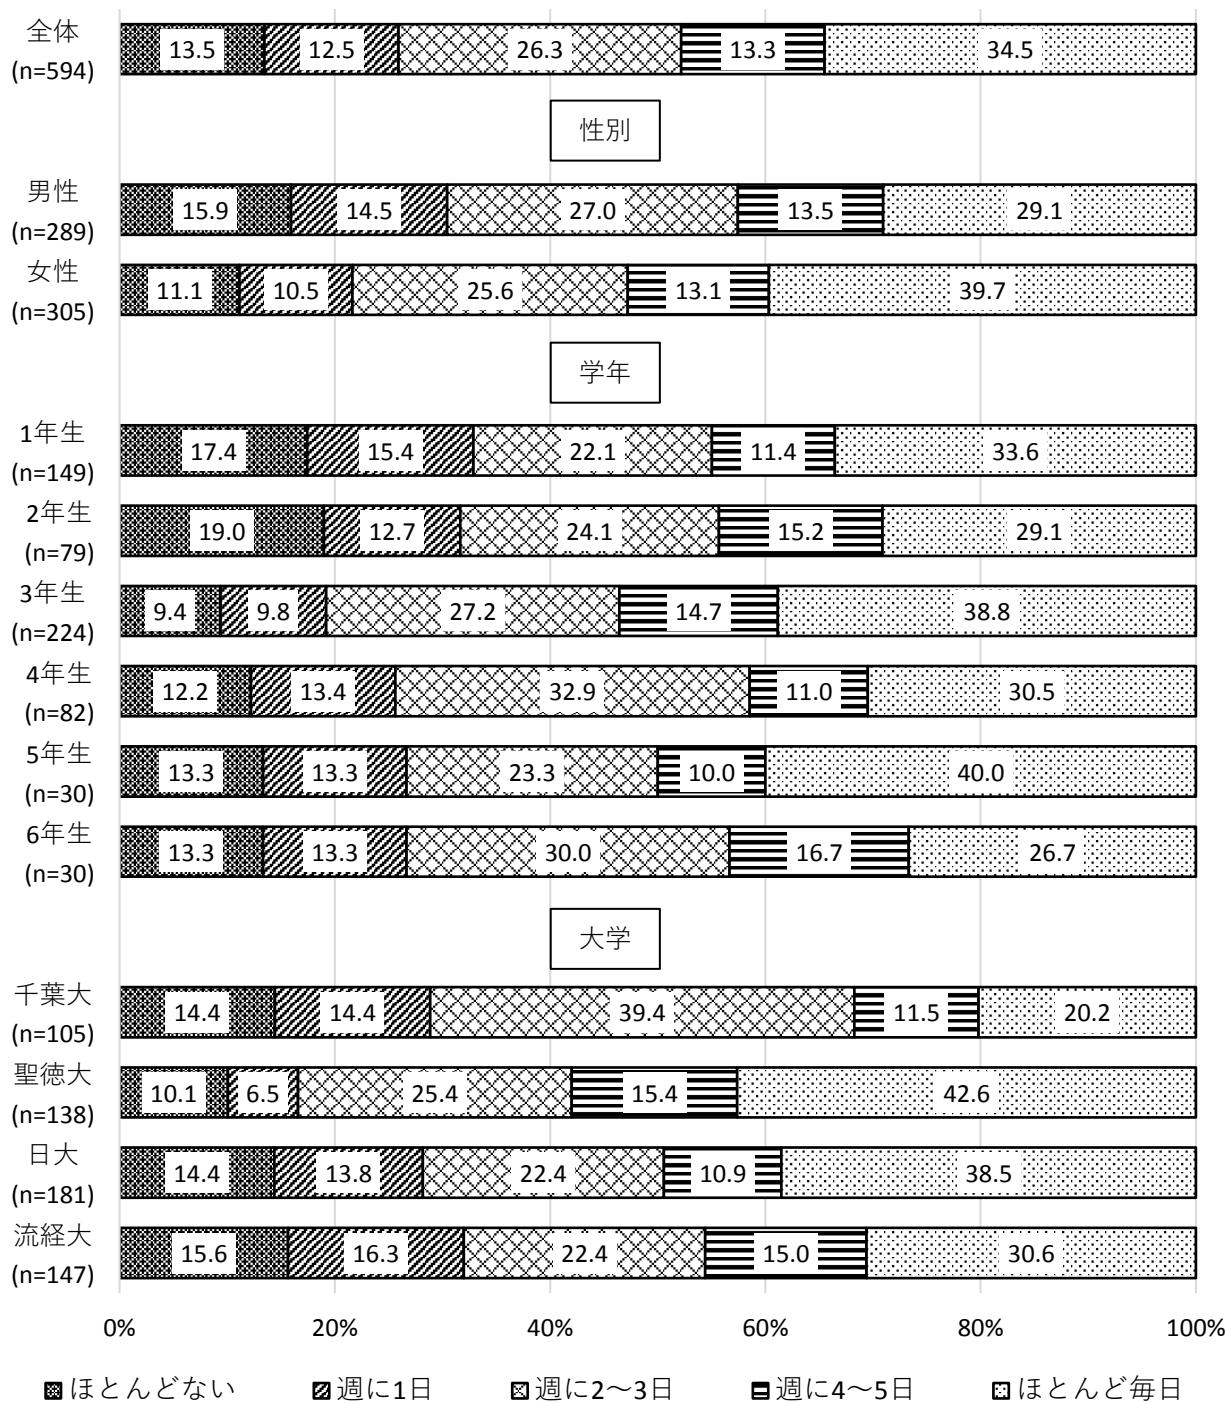 全体
(n=594)
13.5 12.5 26.3 13.3 34.5
性別
男性
(n=289)
15.9 14.5 27.0 13.5 29.1
女性
(n=305)
11.1 10.5 25.6 13.1 39.7
学年
1年生
(n=149)
17.4 15.4 22.1 11.4 33.6
2年生
(n=79)
19.0 12.7 24.1 15.2 29.1
3年生
(n=224)
9.4 9.8 27.2 14.7 38.8
4年生
(n=82)
12.2 13.4 32.9 11.0 30.5
5年生
(n=30)
13.3 13.3 23.3 10.0 40.0
6年生
(n=30)
13.3 13.3 30.0 16.7 26.7
大学
千葉大
(n=105)
14.4 14.4 39.4 11.5 20.2
聖徳大
(n=138)
10.1 6.5 25.4 15.4 42.6
日大
(n=181)
14.4 13.8 22.4 10.9 38.5
流経大
(n=147)
15.6 16.3 22.4 15.0 30.6
0% 20% 40% 60% 80% 100%
ほとんどない 週に1日 週に2～3日 週に4～5日 ほとんど毎日